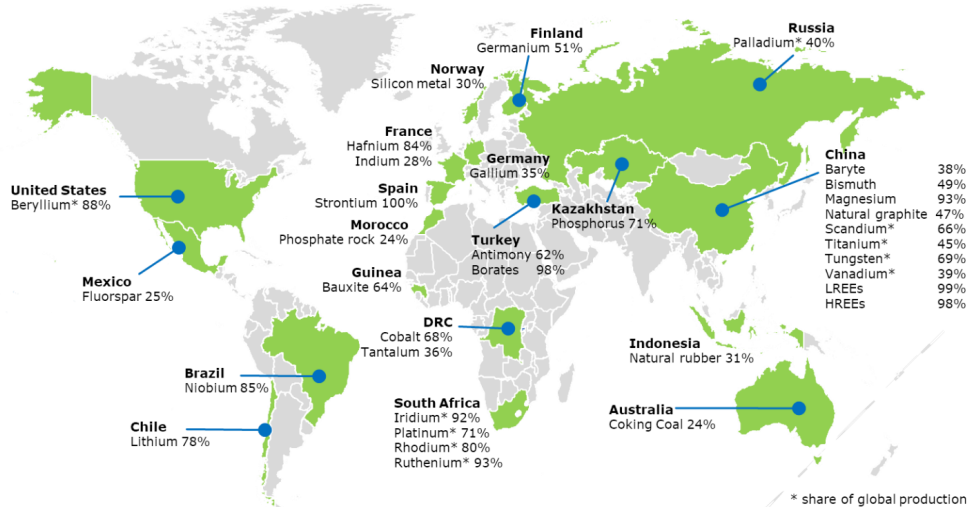 Finland
Germanium 51%
Russia
Palladium* 40%
Norway
Silicon metal 30%
France
Hafnium 84%
Indium 28%
Germany
Gallium 35%
China
Baryte 38%
Bismuth 49%
Magnesium 93%
Natural graphite 47%
Scandium* 66%
Titanium* 45%
Tungsten* 69%
Vanadium* 39%
LREEs 99%
HREEs 98%
United States
Beryllium* 88%
Spain
Strontium 100%
Kazakhstan
Phosphorus 71%
Morocco
Phosphate rock 24%
Turkey
Antimony 62%
Borates 98%
Mexico
Fluorspar 25%
Guinea
Bauxite 64%
DRC
Cobalt 68%
Tantalum 36%
Indonesia
Natural rubber 31%
Brazil
Niobium 85%
South Africa
Iridium* 92%
Platinum* 71%
Rhodium* 80%
Ruthenium* 93%
Australia
Coking Coal 24%
Chile
Lithium 78%
* share of global production